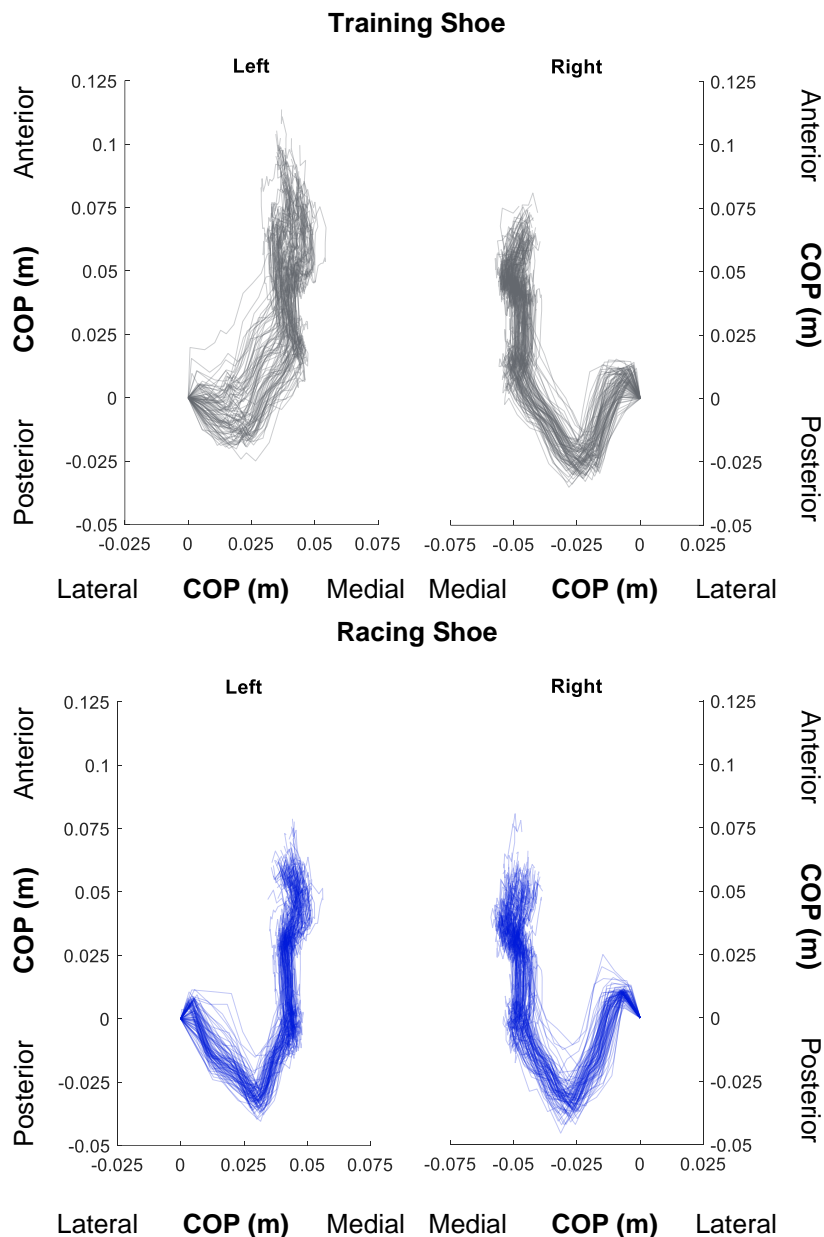 Training Shoe
Left
Right
0.125
0.1
0.075
0.05
0.025
0
-0.025
-0.05
Anterior
COP (m)
Posterior
0.125
0.1
0.075
0.05
0.025
0
-0.025
-0.05
Anterior
COP (m)
Posterior
-0.025 0 0.025 0.05 0.075
-0.075 -0.05 -0.025 0 0.025
Lateral COP (m) Medial Medial COP (m) Lateral
Racing Shoe
Left
Right
0.125
0.1
0.075
0.05
0.025
0
-0.025
-0.05
Anterior
COP (m)
Posterior
0.125
0.1
0.075
0.05
0.025
0
-0.025
-0.05
Anterior
COP (m)
Posterior
-0.025 0 0.025 0.05 0.075
-0.075 -0.05 -0.025 0 0.025
Lateral COP (m) Medial Medial COP (m) Lateral